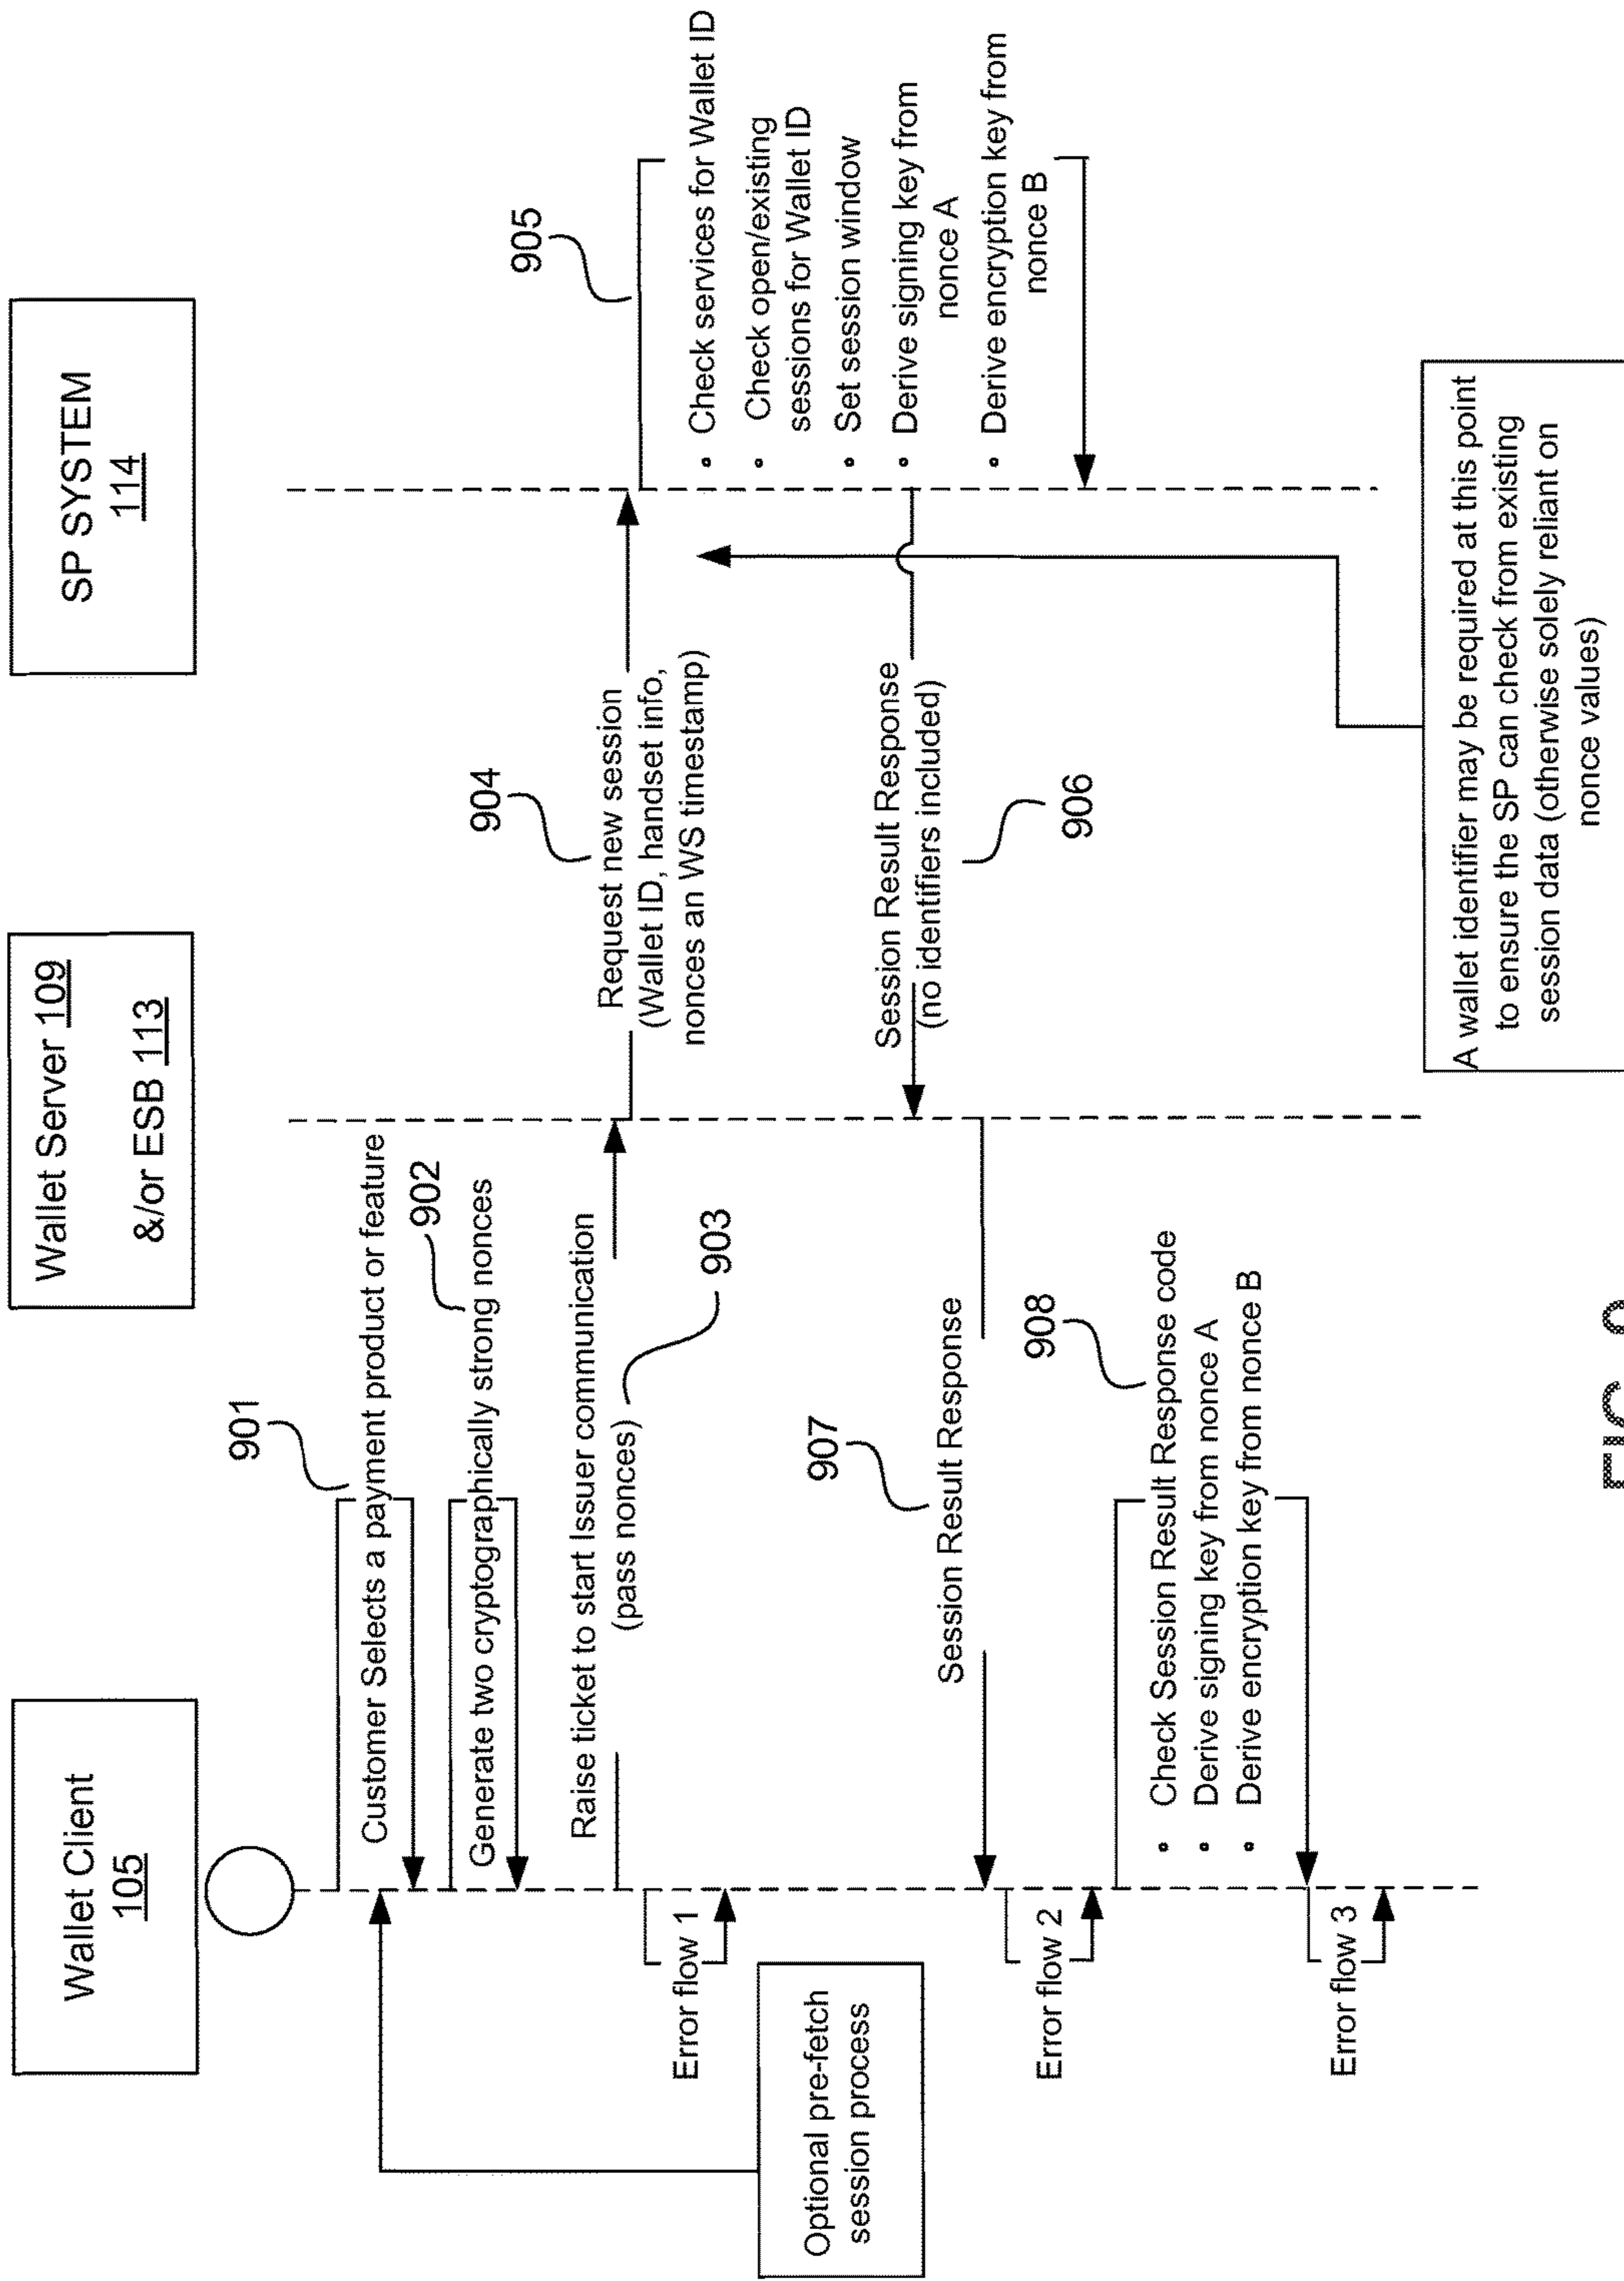 Wallet Client
105
Wallet Server 109
&/or ESB 113
SP SYSTEM
114
901
Customer Selects a payment product or feature
902
Generate two cryptographically strong nonces
Optional pre-fetch
session process
Raise ticket to start Issuer communication
(pass nonces)
903
Error flow 1
904
Request new session
(Wallet ID, handset info,
nonces an WS timestamp)
905
• Check services for Wallet ID
• Check open/existing
sessions for Wallet ID
• Set session window
• Derive signing key from
nonce A
• Derive encryption key from
nonce B
Session Result Response
(no identifiers included)
906
907
Session Result Response
Error flow 2
908
• Check Session Result Response code
• Derive signing key from nonce A
• Derive encryption key from nonce B
Error flow 3
A wallet identifier may be required at this point
to ensure the SP can check from existing
session data (otherwise solely reliant on
nonce values)